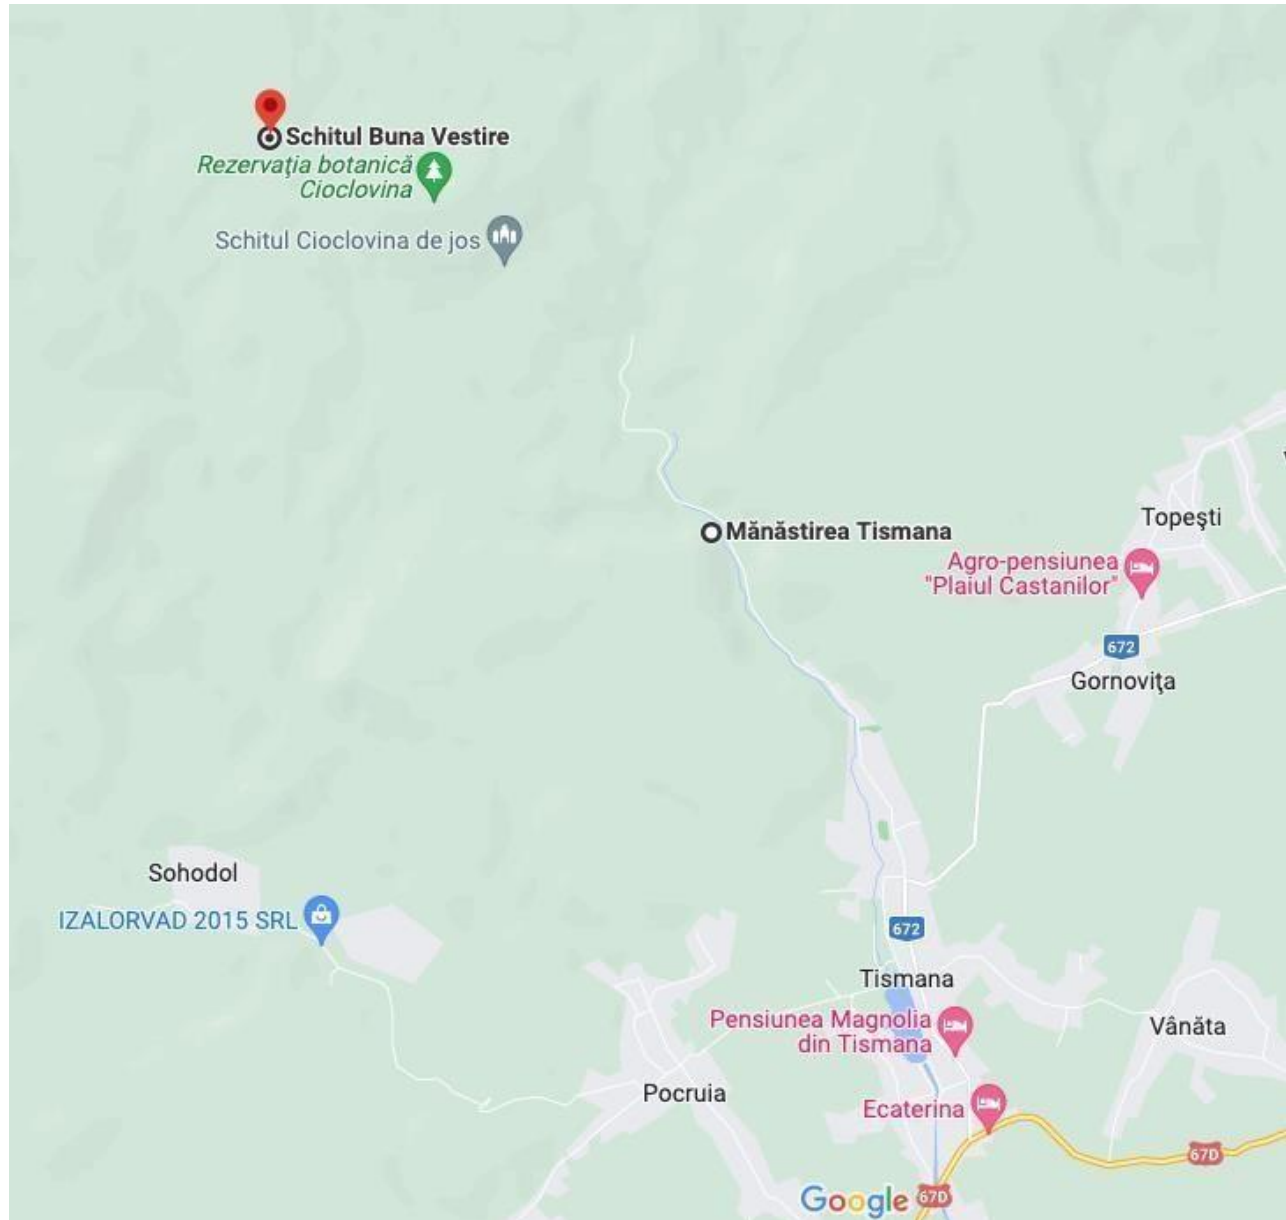 Schitul Buna Vestire
Rezervaţia botanică
Cioclovina
Schitul Cioclovina de jos
Mănăstirea Tismana
Topeşti
Agro-pensiunea
"Plaiul Castanilor"
672
Gornoviţa
Sohodol
IZALORVAD 2015 SRL
672
Tismana
Pensiunea Magnolia
din Tismana
Vânăta
Pocruia
Ecaterina
67D
Google
67D